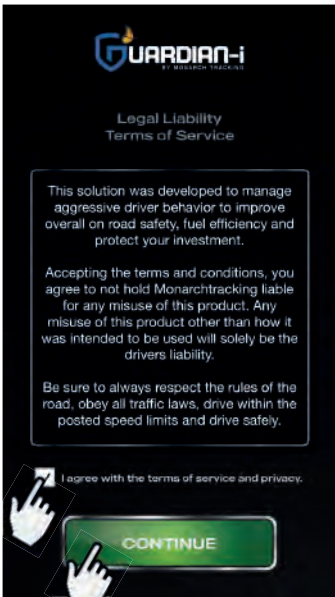 GUARDIAN-i
BY MONARCH TRACKING
Legal Liability
Terms of Service
This solution was developed to manage
aggressive driver behavior to improve
overall on road safety, fuel efficiency and
protect your investment.
Accepting the terms and conditions, you
agree to not hold Monarchtracking liable
for any misuse of this product. Any
misuse of this product other than how it
was intended to be used will solely be the
drivers liability.
Be sure to always respect the rules of the
road, obey all traffic laws, drive within the
posted speed limits and drive safely.
I agree with the terms of service and privacy.
CONTINUE